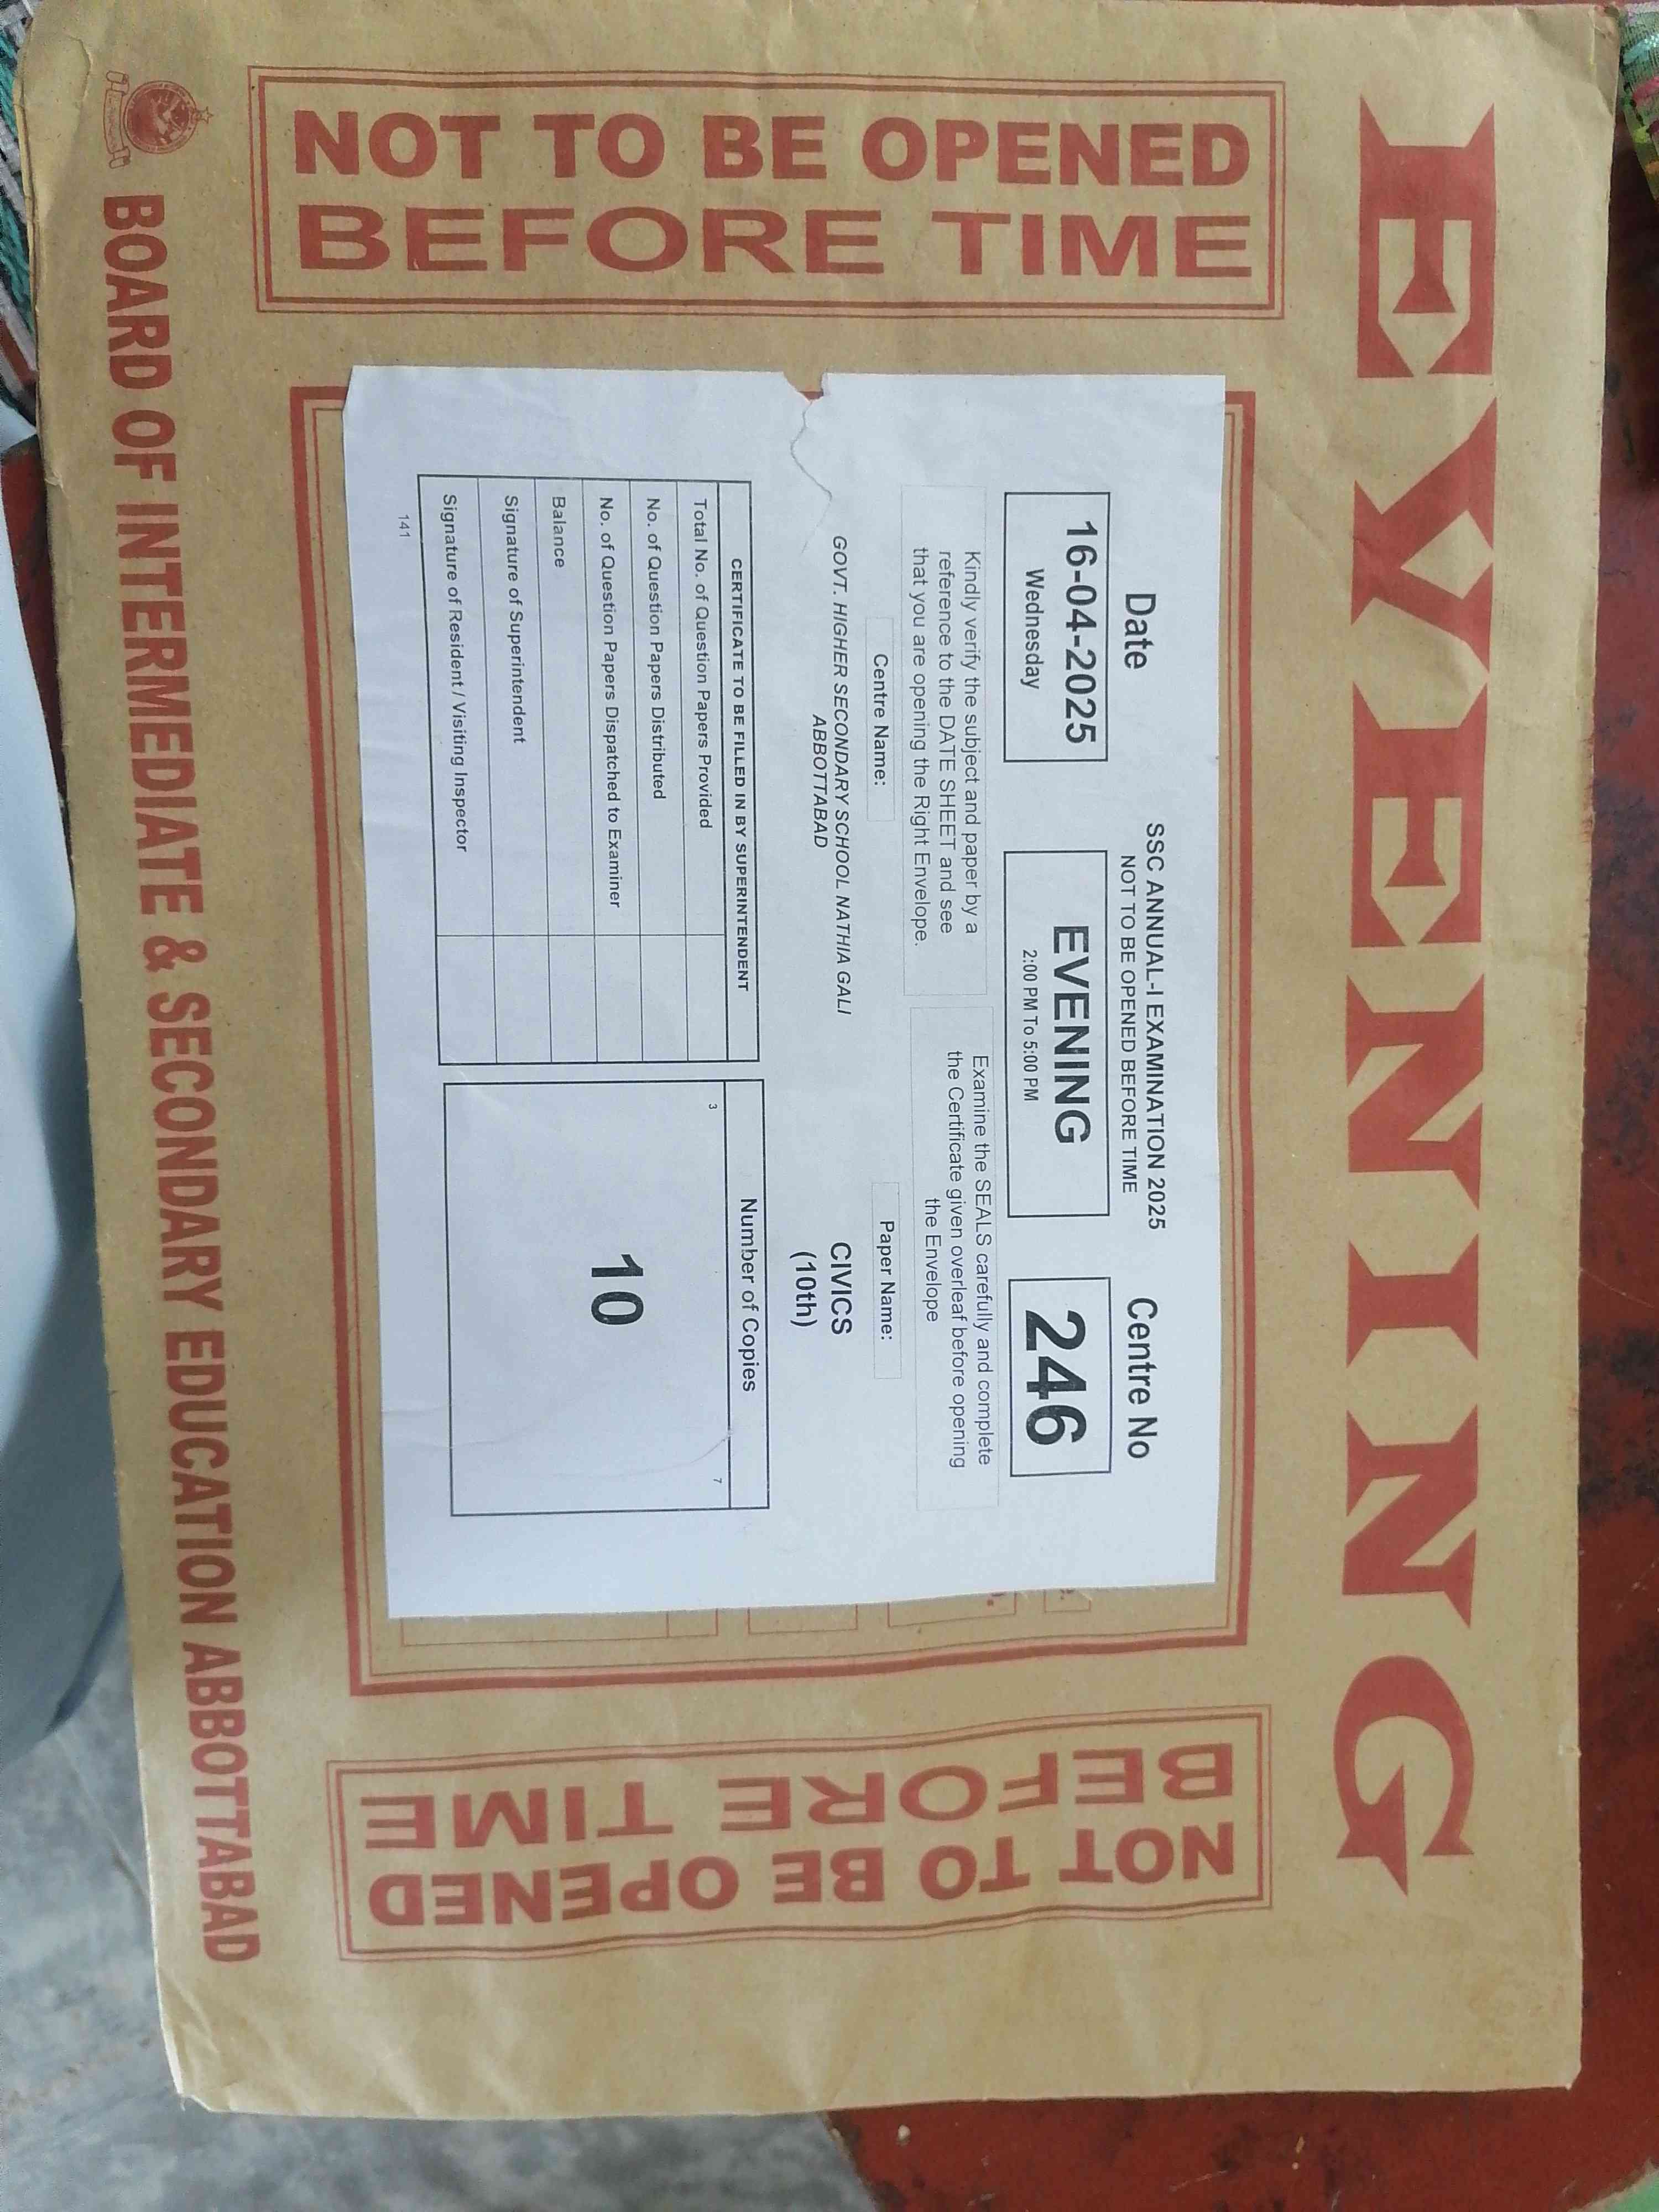 EVENING
NOT TO BE OPENED
BEFORE TIME
Date
SSC ANNUAL-I EXAMINATION 2025
NOT TO BE OPENED BEFORE TIME
Centre No
16-04-2025
Wednesday
EVENING
2:00 PM To 5:00 PM
246
Kindly verify the subject and paper by a
reference to the DATE SHEET and see
that you are opening the Right Envelope.
Examine the SEALS carefully and complete
the Certificate given overleaf before opening
the Envelope
Centre Name:
GOVT. HIGHER SECONDARY SCHOOL NATHIA GALI
ABBOTTABAD
Paper Name:
CIVICS
(10th)
CERTIFICATE TO BE FILLED IN BY SUPERINTENDENT
Total No. of Question Papers Provided
No. of Question Papers Distributed
No. of Question Papers Dispatched to Examiner
Balance
Signature of Superintendent
Signature of Resident / Visiting Inspector
Number of Copies
3
7
10
141
NOT TO BE OPENED
BEFORE TIME
BOARD OF INTERMEDIATE & SECONDARY EDUCATION ABBOTTABAD